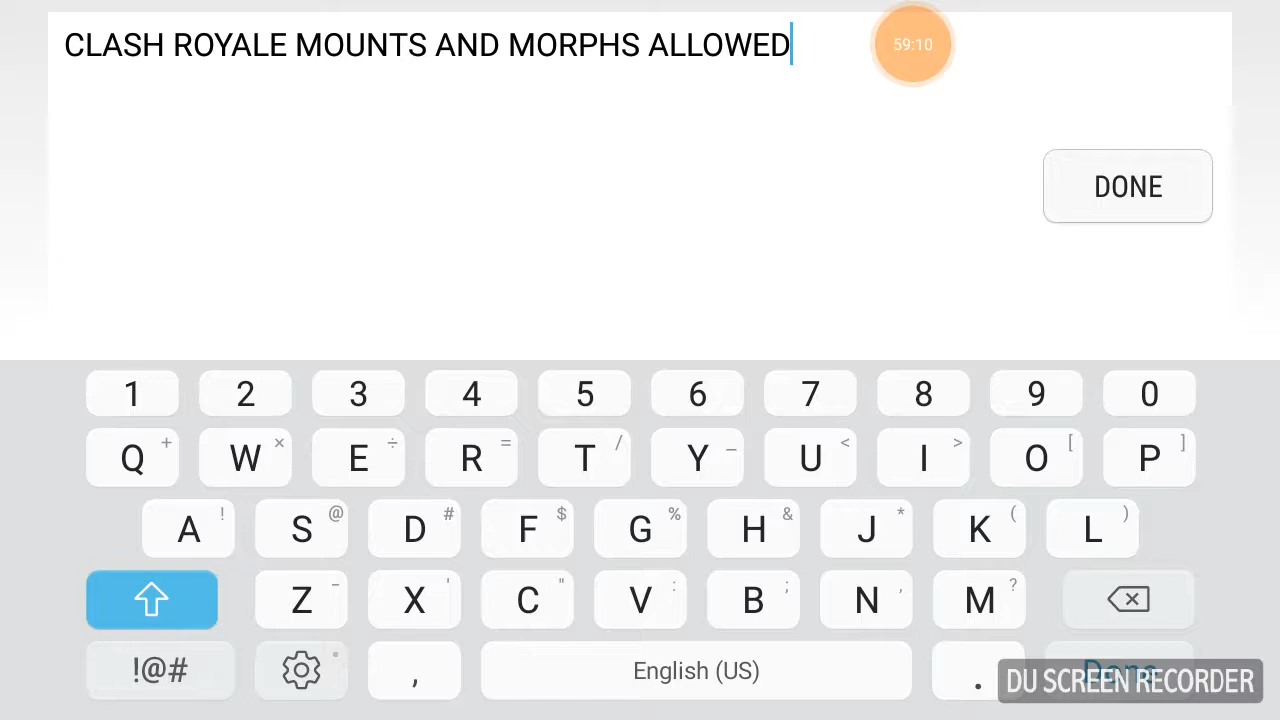 CLASH ROYALE MOUNTS AND MORPHS ALLOWED
59:10
DONE
1 2 3 4 5 6 7 8 9 0
Q + W × E ÷ R = T / Y _ U < I > O [ P ]
A ! S @ D # F $ G % H & J * K ( L )
Z - X ' C " V : B ; N , M ?
!@# , English (US) . Done
DU SCREEN RECORDER